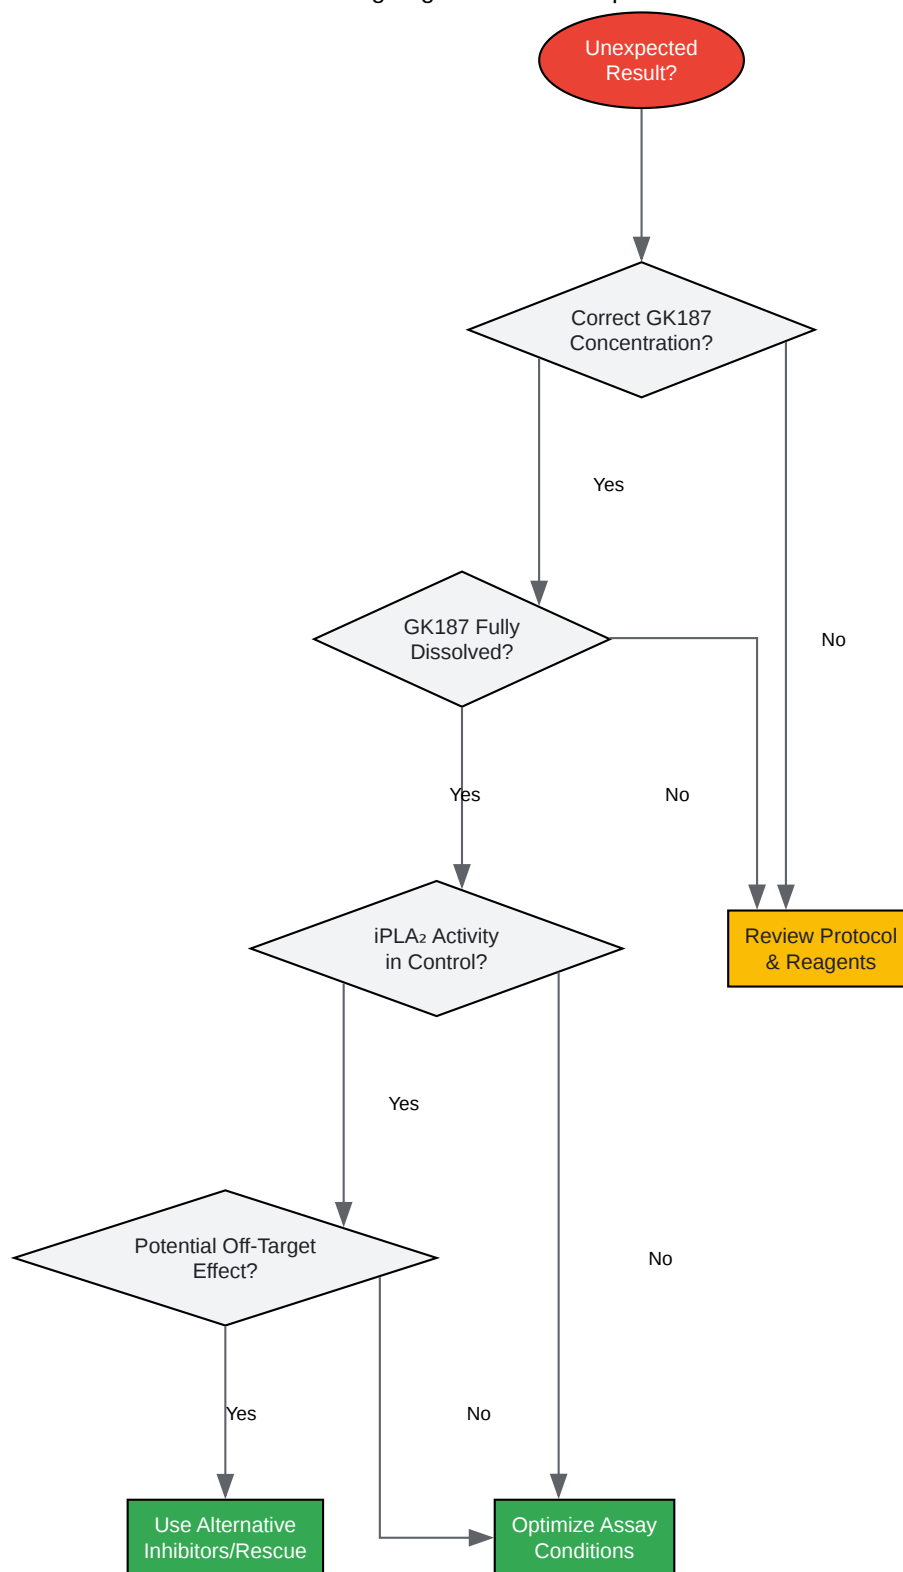 Unexpected
Result?
Correct GK187
Concentration?
Yes
GK187 Fully
Dissolved?
No
Yes
No
iPLA₂ Activity
in Control?
Review Protocol
& Reagents
Yes
Potential Off-Target
Effect?
No
Yes
No
Use Alternative
Inhibitors/Rescue
Optimize Assay
Conditions